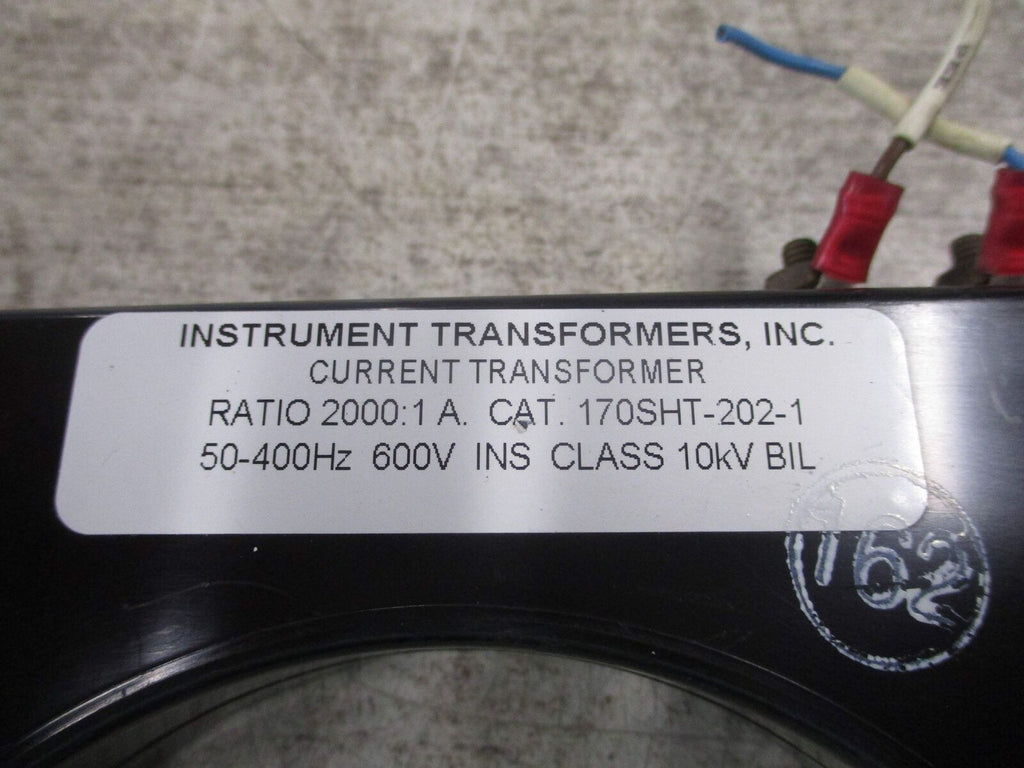 INSTRUMENT TRANSFORMERS, INC.
CURRENT TRANSFORMER
RATIO 2000:1 A. CAT. 170SHT-202-1
50-400Hz 600V INS CLASS 10kV BIL
162